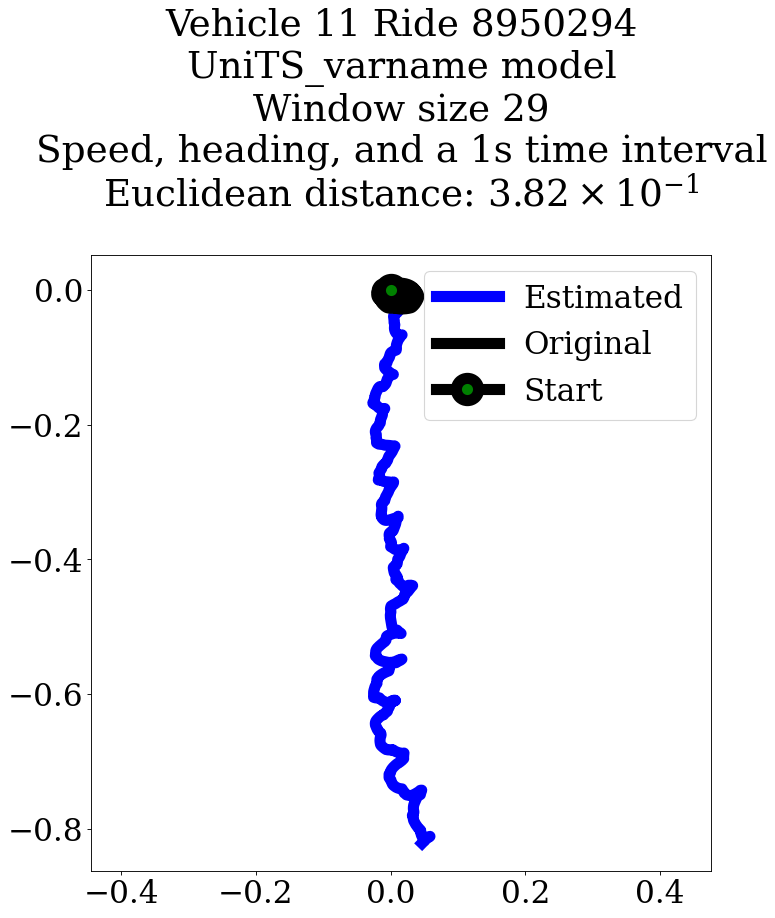 Vehicle 11 Ride 8950294
UniTS_varname model
Window size 29
Speed, heading, and a 1s time interval
Euclidean distance: 3.82 × 10⁻¹
Estimated
Original
Start
0.0
−0.2
−0.4
−0.6
−0.8
−0.4 −0.2 0.0 0.2 0.4